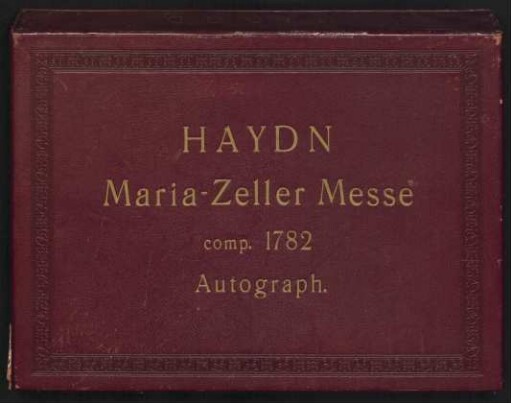 HAYDN
Maria-Zeller Messe
comp. 1782
Autograph.